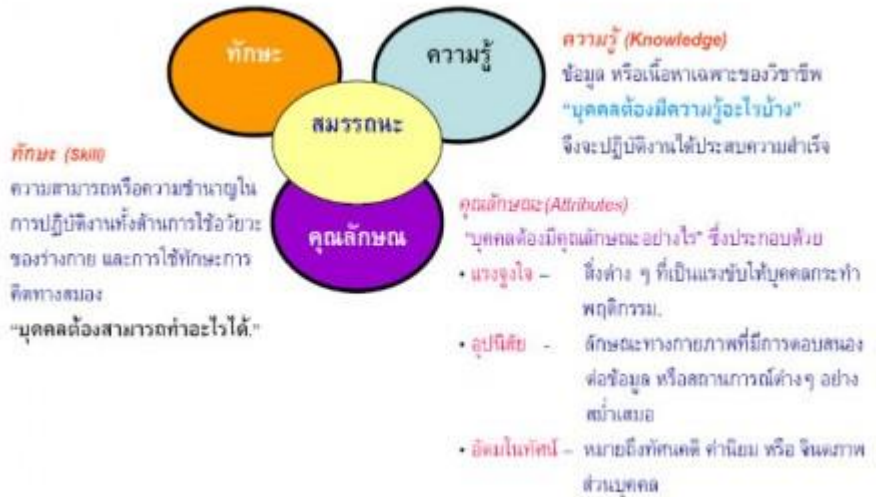 ทักษะ
ความรู้
สมรรถนะ
คุณลักษณ
ความรู้ (Knowledge)
ข้อมูล หรือเนื้อหาเฉพาะของวิชาชีพ
“บุคคลต้องมีความรู้อะไรบ้าง”
จึงจะปฏิบัติงานได้ประสบความสำเร็จ
ทักษะ (Skill)
ความสามารถหรือความชำนาญใน
การปฏิบัติงานทั้งด้านการใช้อวัยวะ
ของร่างกาย และการใช้ทักษะการ
คิดทางสมอง
“บุคคลต้องสามารถทำอะไรได้.”
คุณลักษณะ(Attributes)
“บุคคลต้องมีคุณลักษณะอย่างไร” ซึ่งประกอบด้วย
• แรงจูงใจ – สิ่งต่าง ๆ ที่เป็นแรงขับให้บุคคลกระทำ
พฤติกรรม.
• อุปนิสัย - ลักษณะทางกายภาพที่มีการตอบสนอง
ต่อข้อมูล หรือสถานการณ์ต่างๆ อย่าง
สม่ำเสมอ
• อัตมโนทัศน์ – หมายถึงทัศนคติ ค่านิยม หรือ จินตภาพ
ส่วนบุคคล